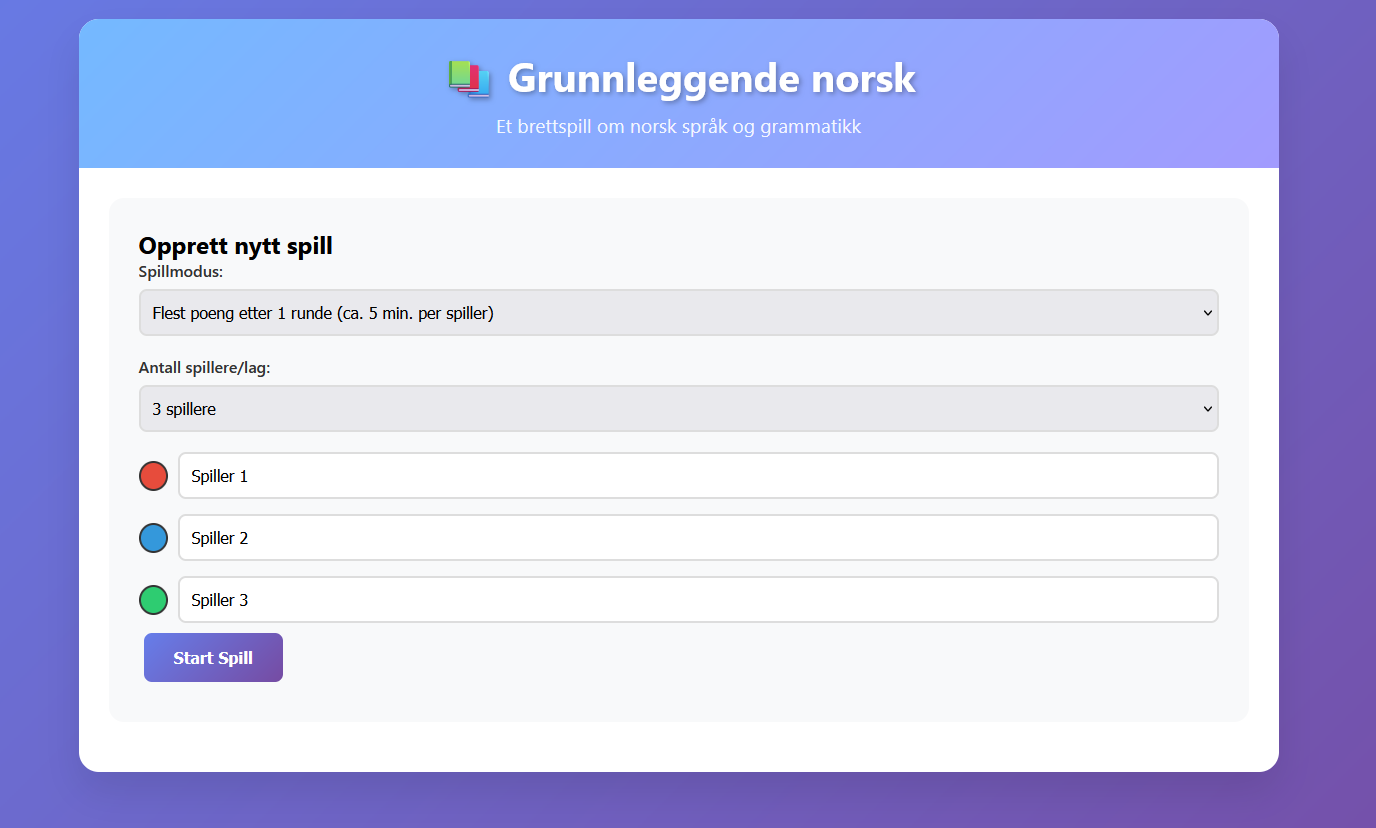 Grunnleggende norsk
Et brettspill om norsk språk og grammatikk
Opprett nytt spill
Spillmodus:
Flest poeng etter 1 runde (ca. 5 min. per spiller)
Antall spillere/lag:
3 spillere
Spiller 1
Spiller 2
Spiller 3
Start Spill